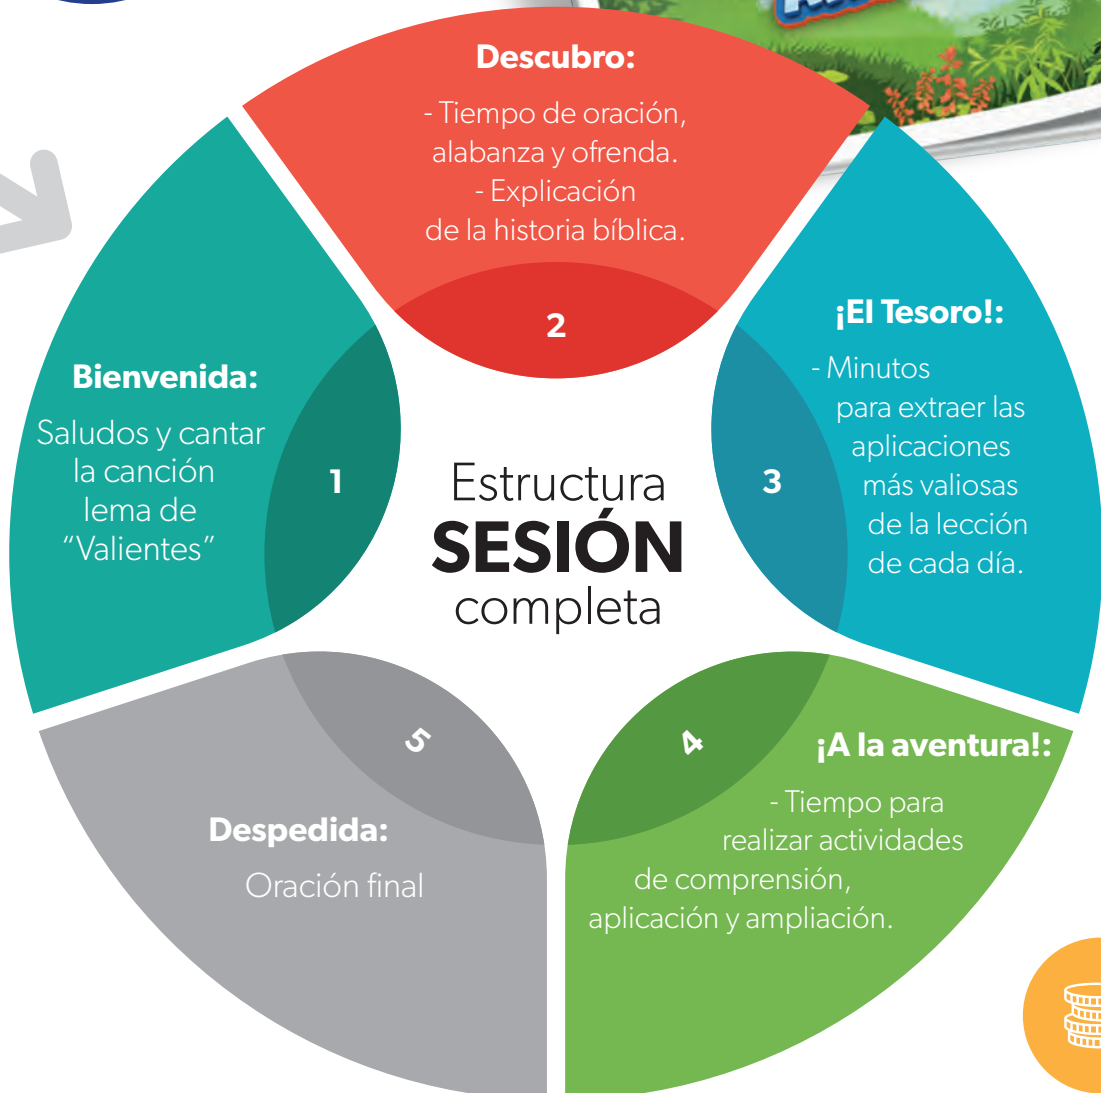 Estructura
SESIÓN
completa
1
Bienvenida:
Saludos y cantar
la canción
lema de
“Valientes”
2
Descubro:
- Tiempo de oración,
alabanza y ofrenda.
- Explicación
de la historia bíblica.
3
¡El Tesoro!:
- Minutos
para extraer las
aplicaciones
más valiosas
de la lección
de cada día.
4
¡A la aventura!:
- Tiempo para
realizar actividades
de comprensión,
aplicación y ampliación.
5
Despedida:
Oración final